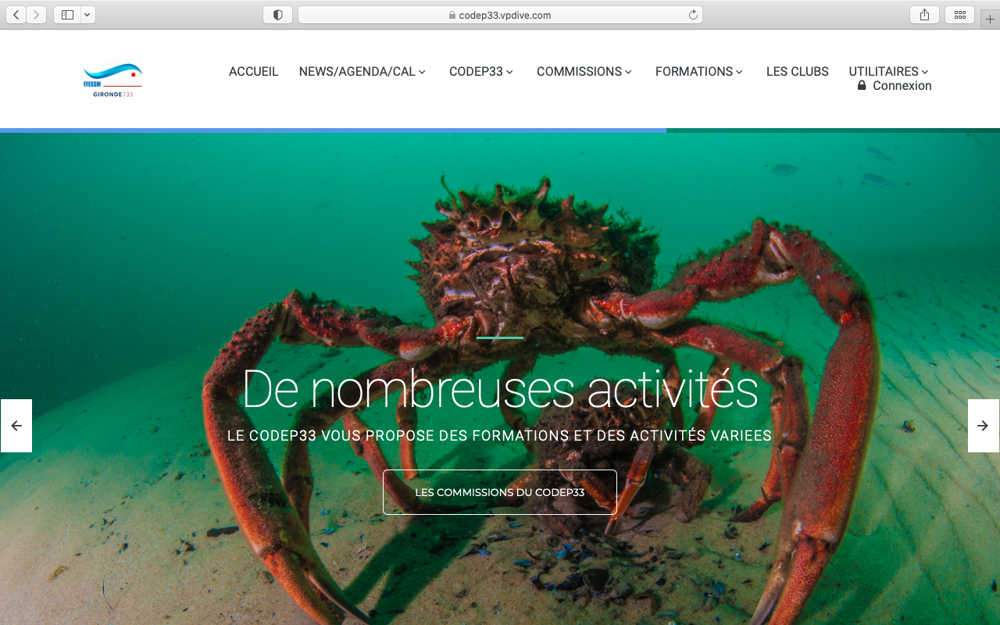 codep33.vpdive.com
FFESSM
GIRONDE | 33
ACCUEIL
NEWS/AGENDA/CAL
CODEP33
COMMISSIONS
FORMATIONS
LES CLUBS
UTILITAIRES
Connexion
De nombreuses activités
LE CODEP33 VOUS PROPOSE DES FORMATIONS ET DES ACTIVITÉS VARIEES
LES COMMISSIONS DU CODEP33